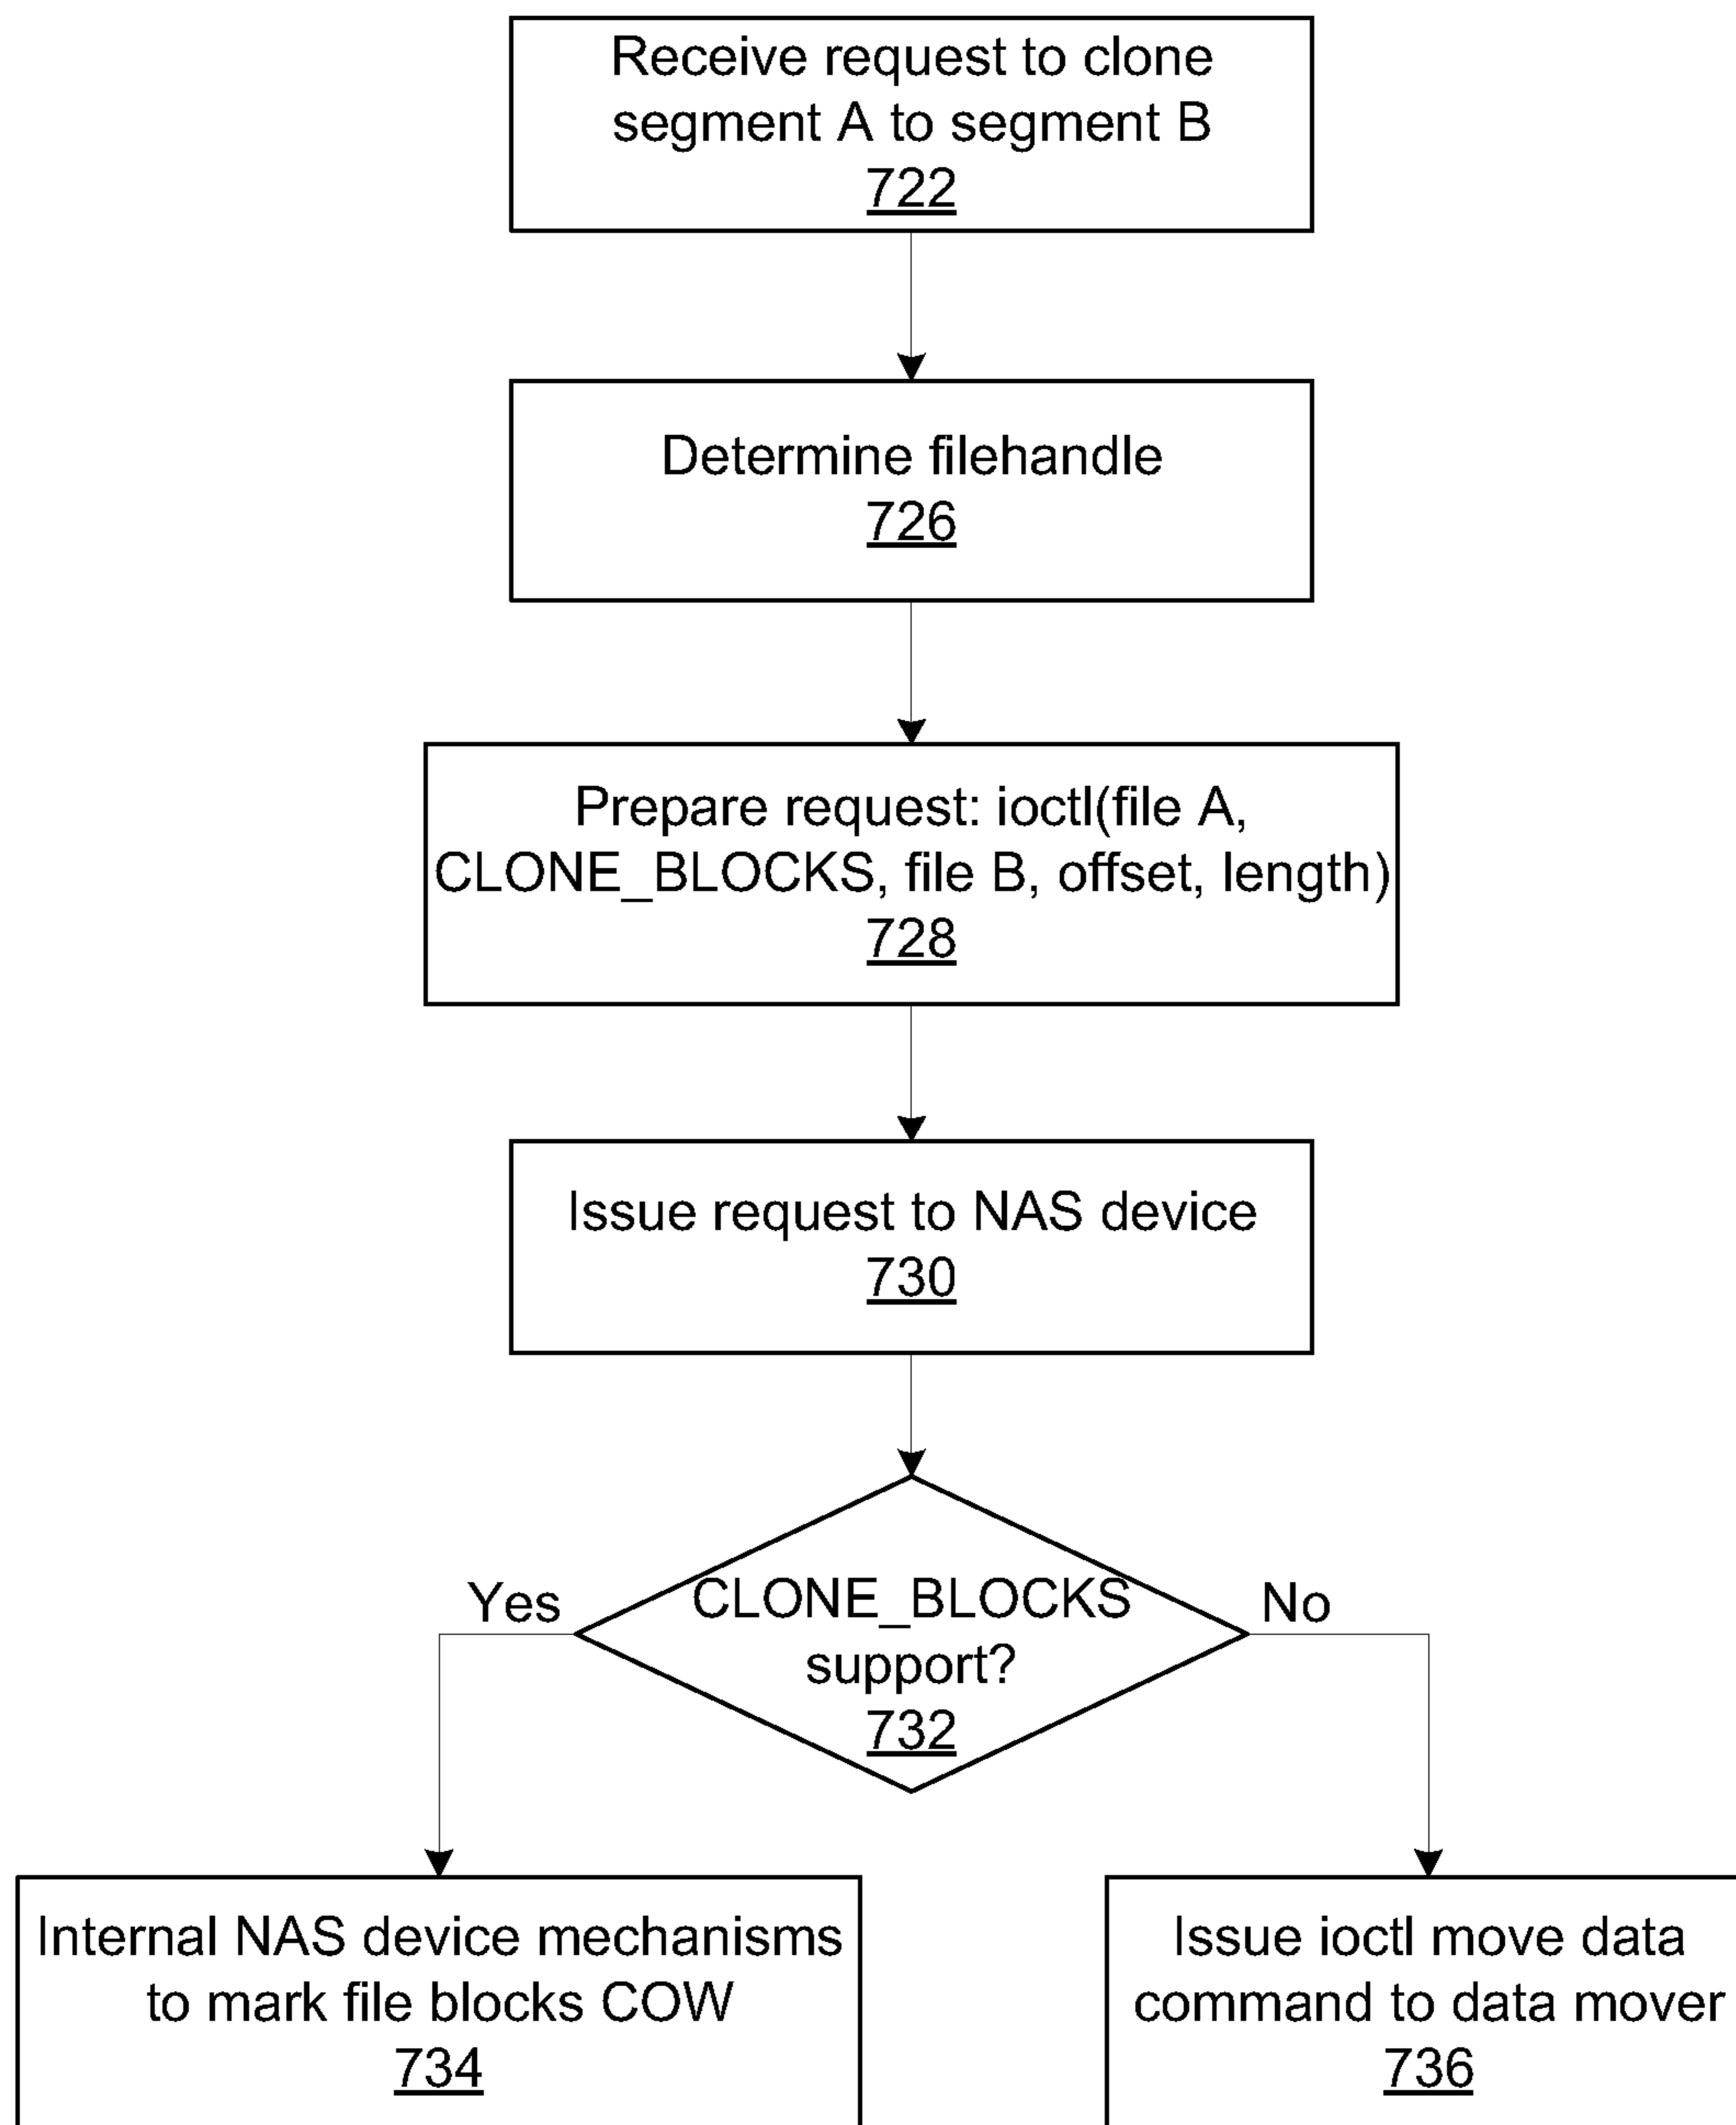 Receive request to clone
segment A to segment B
722
Determine filehandle
726
Prepare request: ioctl(file A,
CLONE_BLOCKS, file B, offset, length)
728
Issue request to NAS device
730
Yes
CLONE_BLOCKS
support?
732
No
Internal NAS device mechanisms
to mark file blocks COW
734
Issue ioctl move data
command to data mover
736